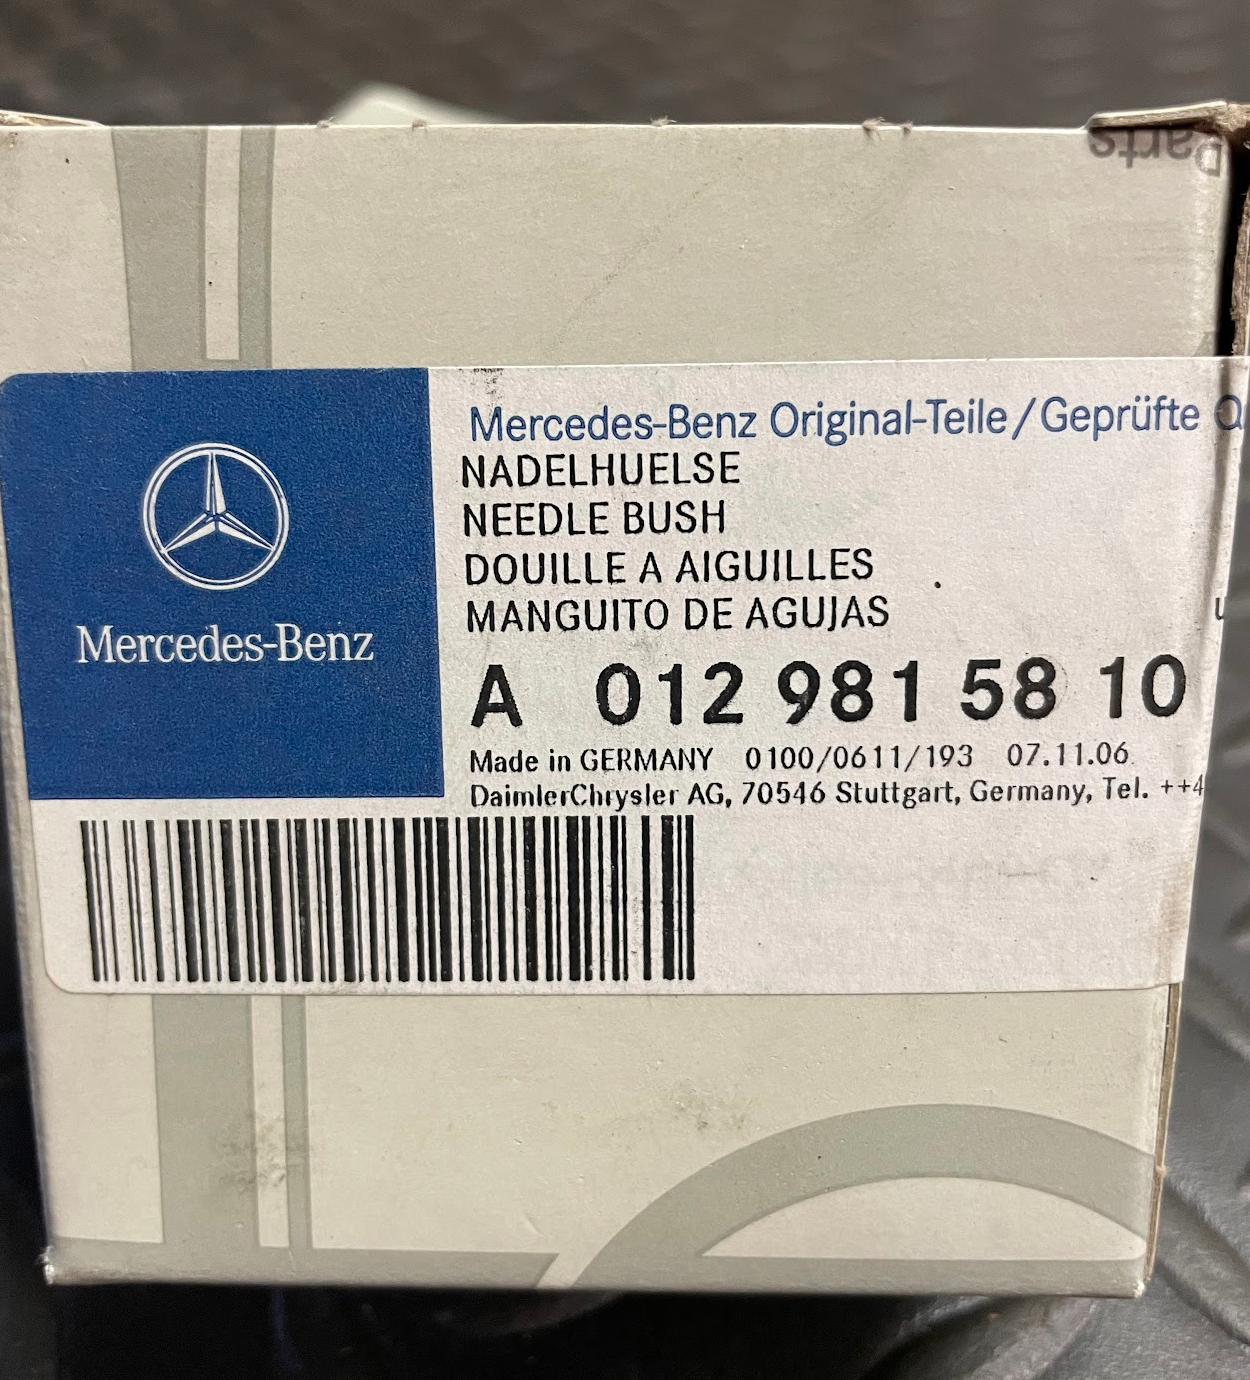 Parts
Mercedes-Benz Original-Teile/Geprüfte
NADELHUELSE
NEEDLE BUSH
DOUILLE A AIGUILLES
MANGUITO DE AGUJAS
Mercedes-Benz
A 012 981 58 10
Made in GERMANY 0100/0611/193 07.11.06
DaimlerChrysler AG, 70546 Stuttgart, Germany, Tel. ++4